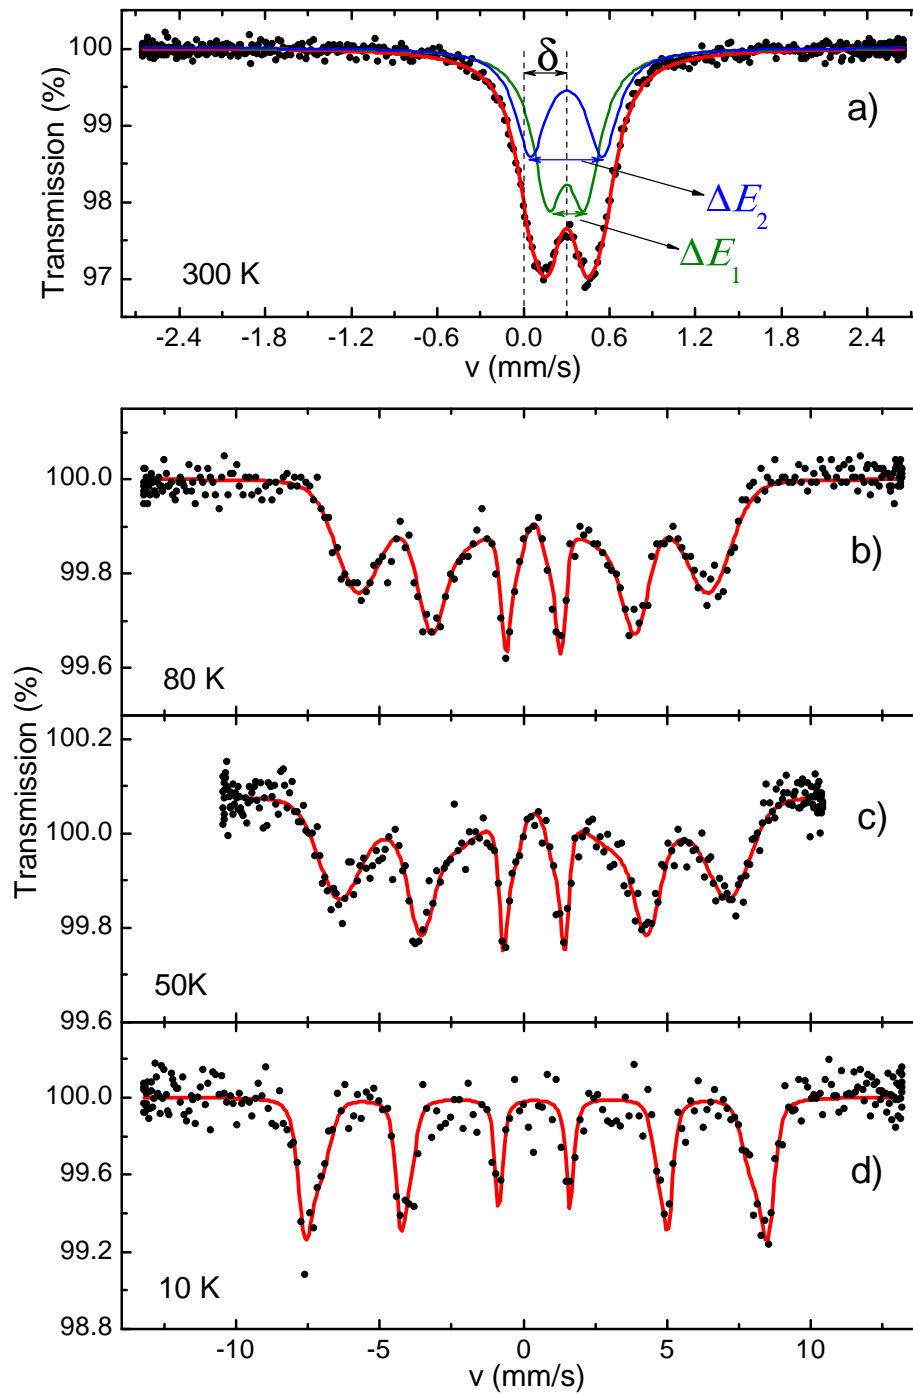 100
99
98
97
Transmission (%)
δ
a)
ΔE2
ΔE1
300 K
-2.4 -1.8 -1.2 -0.6 0.0 0.6 1.2 1.8 2.4
v (mm/s)
100.0
99.8
99.6
b)
80 K
Transmission (%)
100.2
100.0
99.8
99.6
c)
50K
100.0
99.6
99.2
98.8
d)
10 K
-10 -5 0 5 10
v (mm/s)